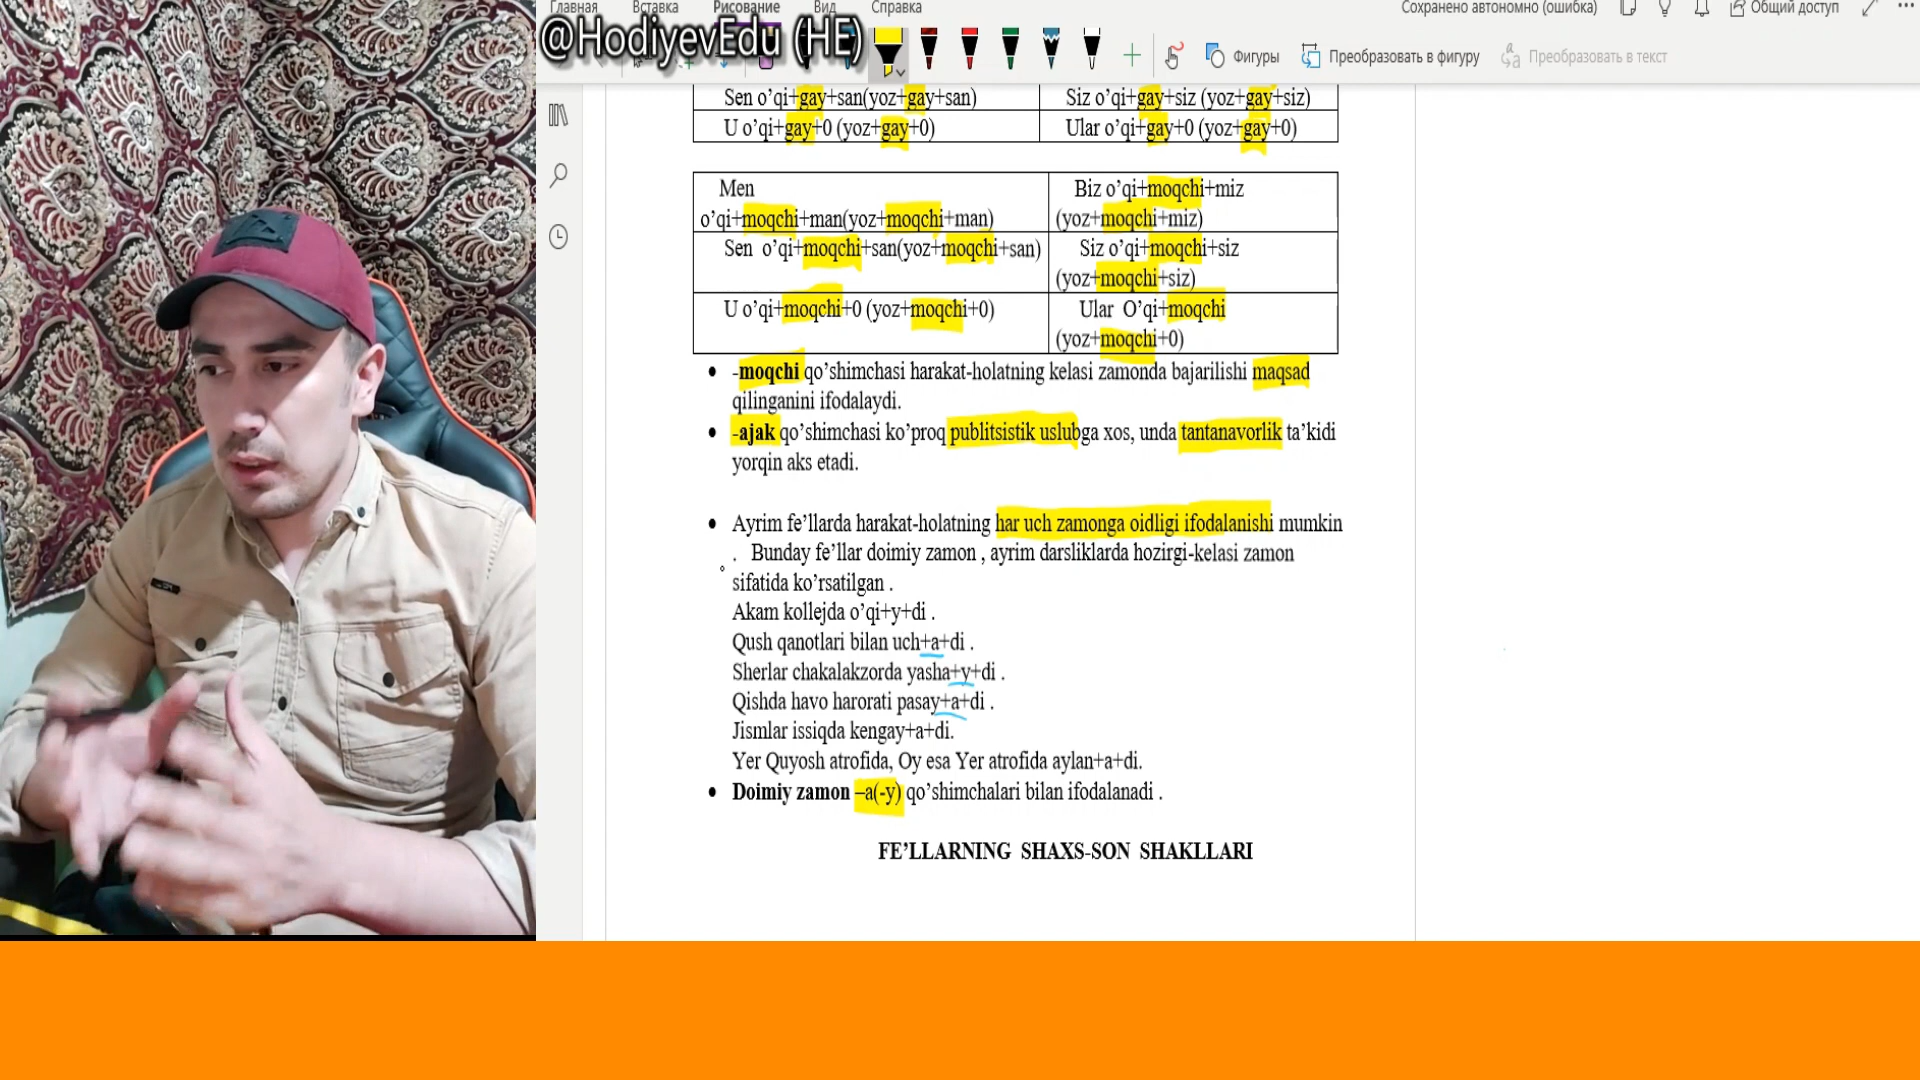 Главная Вставка Рисование Вид Справка Сохранено автономно (ошибка) Общий доступ
@HodiyevEdu (HE)
Фигуры Преобразовать в фигуру Преобразовать в текст
Sen o’qi+gay+san(yoz+gay+san) Siz o’qi+gay+siz (yoz+gay+siz)
U o’qi+gay+0 (yoz+gay+0) Ular o’qi+gay+0 (yoz+gay+0)
Men
o’qi+moqchi+man(yoz+moqchi+man)
Biz o’qi+moqchi+miz
(yoz+moqchi+miz)
Sen o’qi+moqchi+san(yoz+moqchi+san)
Siz o’qi+moqchi+siz
(yoz+moqchi+siz)
U o’qi+moqchi+0 (yoz+moqchi+0)
Ular O’qi+moqchi
(yoz+moqchi+0)
• -moqchi qo’shimchasi harakat-holatning kelasi zamonda bajarilishi maqsad
qilinganini ifodalaydi.
• -ajak qo’shimchasi ko’proq publitsistik uslubga xos, unda tantanavorlik ta’kidi
yorqin aks etadi.
• Ayrim fe’llarda harakat-holatning har uch zamonga oidligi ifodalanishi mumkin
. Bunday fe’llar doimiy zamon , ayrim darsliklarda hozirgi-kelasi zamon
sifatida ko’rsatilgan .
Akam kollejda o’qi+y+di .
Qush qanotlari bilan uch+a+di .
Sherlar chakalakzorda yasha+y+di .
Qishda havo harorati pasay+a+di .
Jismlar issiqda kengay+a+di.
Yer Quyosh atrofida, Oy esa Yer atrofida aylan+a+di.
• Doimiy zamon –a(-y) qo’shimchalari bilan ifodalanadi .
FE’LLARNING SHAXS-SON SHAKLLARI